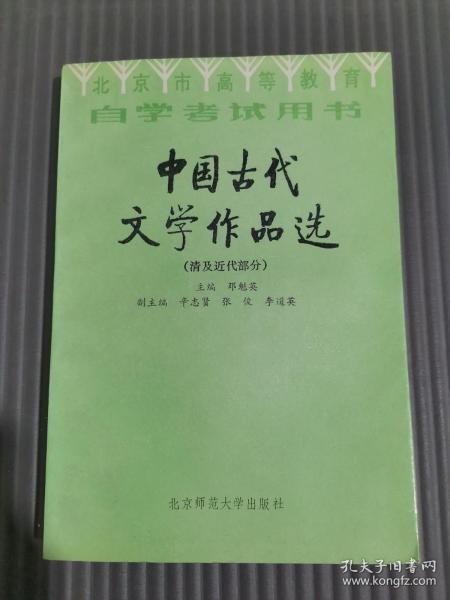 北京市高等教育
自学考试用书
中国古代
文学作品选
(清及近代部分)
主编 邓魁英
副主编 辛志贤 张俊 李道英
北京师范大学出版社
孔夫子旧书网
www.kongfz.com